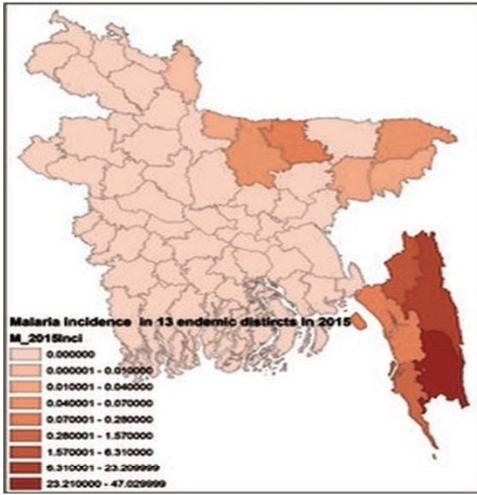 Malaria incidence in 13 endemic distircts in 2015
M_2015Inci
0.000000
0.000001 - 0.010000
0.010001 - 0.040000
0.040001 - 0.070000
0.070001 - 0.280000
0.280001 - 1.570000
1.570001 - 6.310000
6.310001 - 23.209999
23.210000 - 47.029999